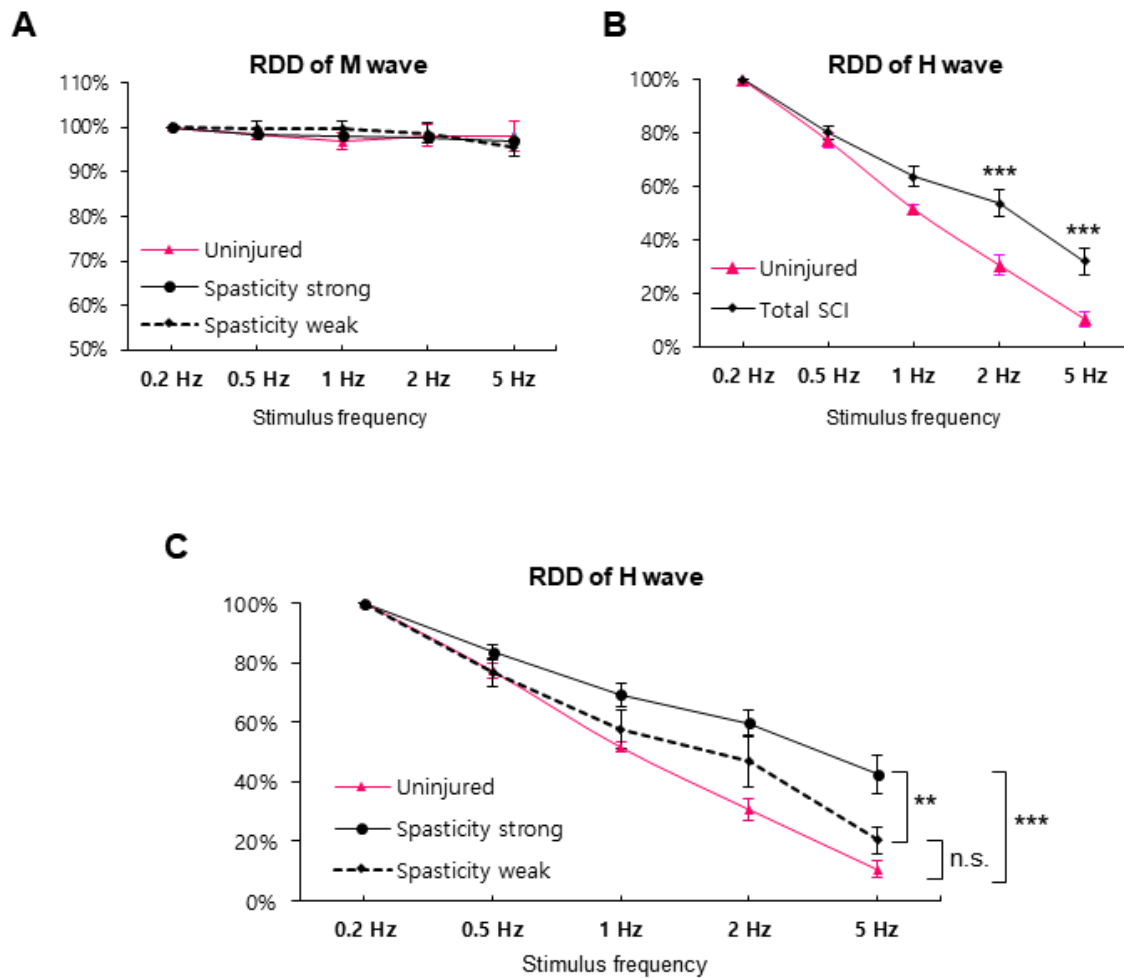 A
RDD of M wave
110%
100%
90%
80%
70%
60%
50%
Uninjured
Spasticity strong
Spasticity weak
0.2 Hz 0.5 Hz 1 Hz 2 Hz 5 Hz
Stimulus frequency
B
RDD of H wave
100%
80%
60%
40%
20%
0%
***
***
Uninjured
Total SCI
0.2 Hz 0.5 Hz 1 Hz 2 Hz 5 Hz
Stimulus frequency
C
RDD of H wave
100%
80%
60%
40%
20%
0%
Uninjured
Spasticity strong
Spasticity weak
**
***
n.s.
0.2 Hz 0.5 Hz 1 Hz 2 Hz 5 Hz
Stimulus frequency